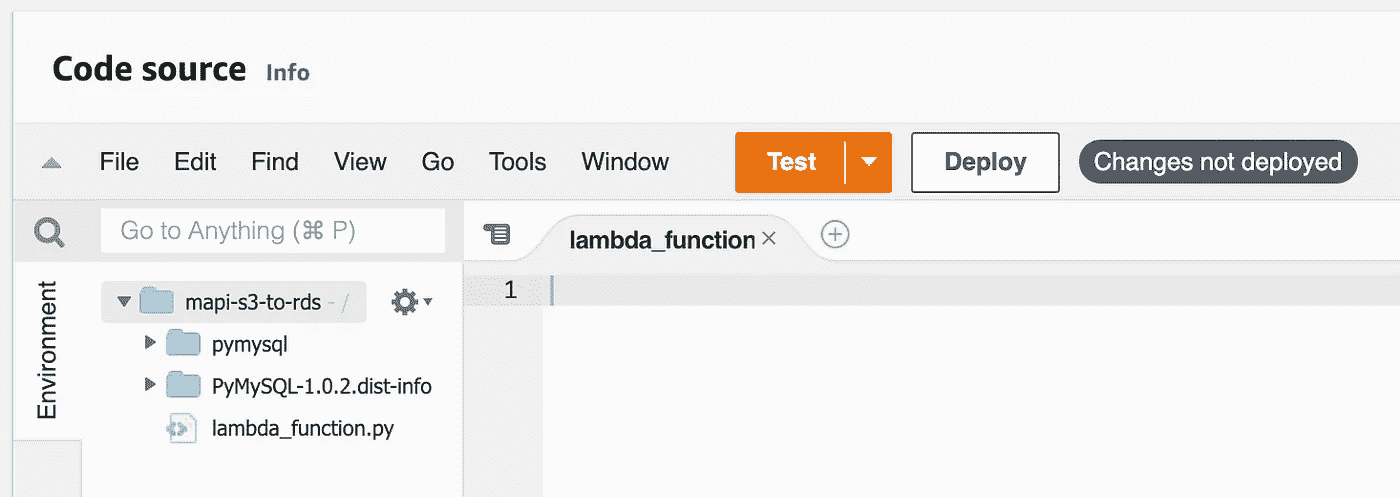 Code source Info
File Edit Find View Go Tools Window Test Deploy Changes not deployed
Go to Anything (⌘ P)
lambda_function
Environment
mapi-s3-to-rds - /
1
pymysql
PyMySQL-1.0.2.dist-info
lambda_function.py